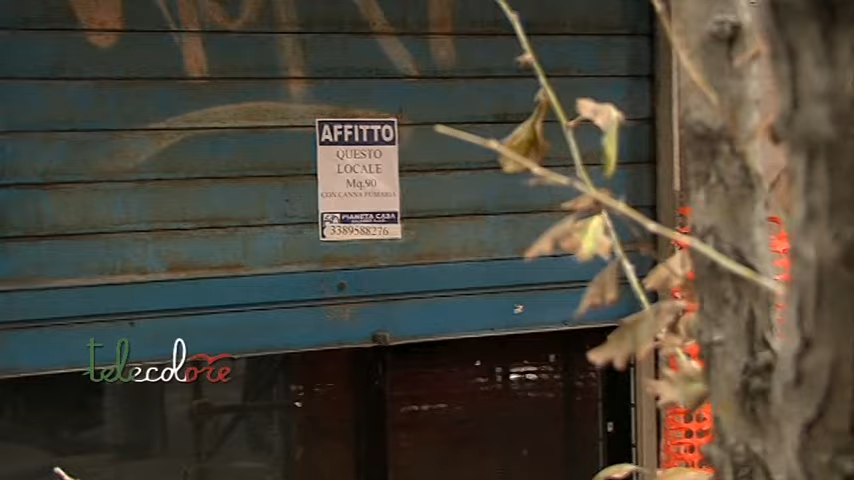 AFFITTO
QUESTO
LOCALE
Mq.90
CON CANNA FUMARIA
PIANETA CASA
3389588276
telecolore